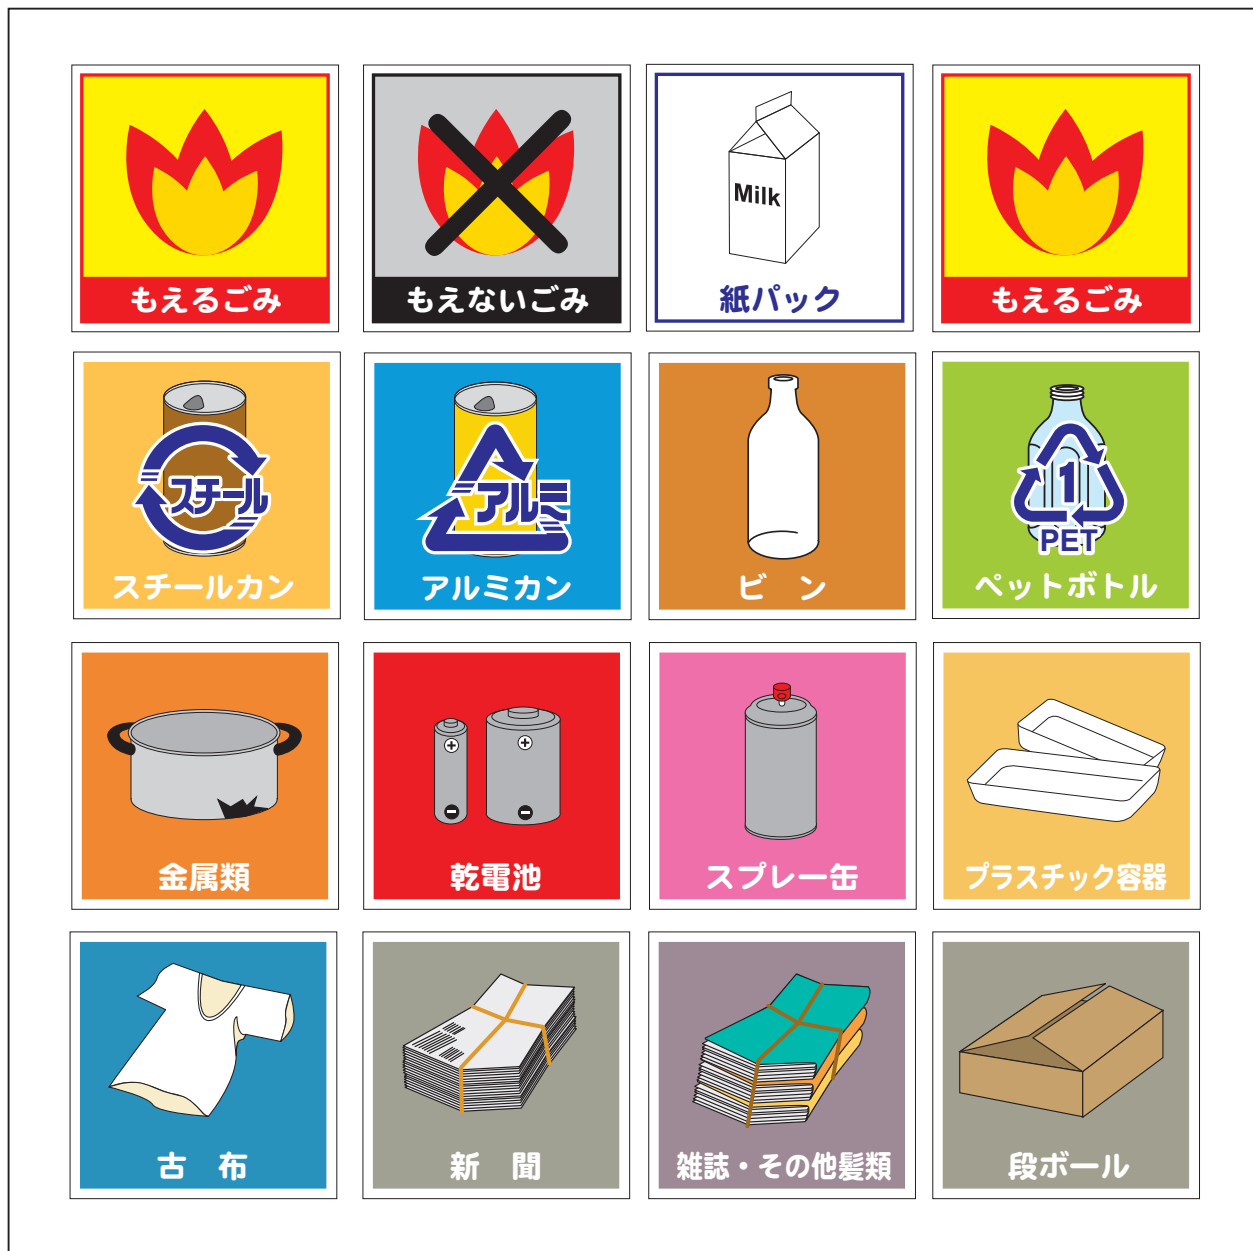 もえるごみ
もえないごみ
Milk
紙パック
もえるごみ
スチール
スチールカン
アルミ
アルミカン
ビン
1
PET
ペットボトル
金属類
乾電池
スプレー缶
プラスチック容器
古布
新聞
雑誌・その他髪類
段ボール